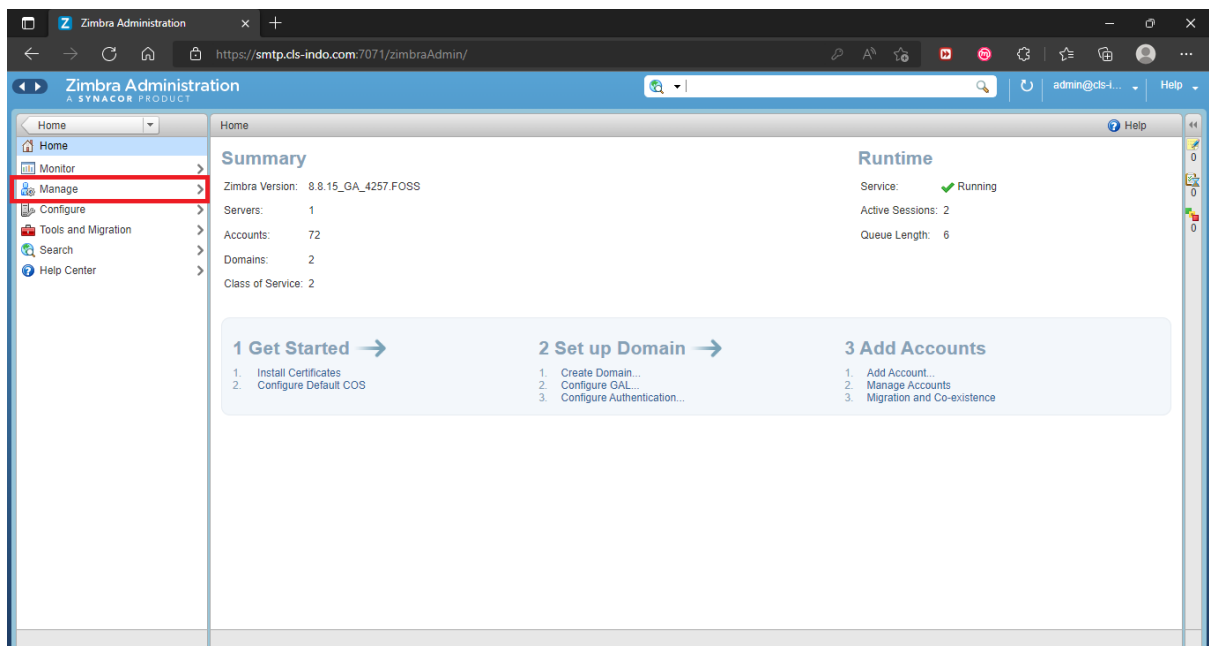 Zimbra Administration
https://smtp.cls-indo.com:7071/zimbraAdmin/
Zimbra Administration
A SYNACOR PRODUCT
admin@cls-i...
Help
Home
Home
Monitor
Manage
Configure
Tools and Migration
Search
Help Center
Home
Help
Summary
Zimbra Version: 8.8.15_GA_4257.FOSS
Servers: 1
Accounts: 72
Domains: 2
Class of Service: 2
Runtime
Service: Running
Active Sessions: 2
Queue Length: 6
1 Get Started
1. Install Certificates
2. Configure Default COS
2 Set up Domain
1. Create Domain...
2. Configure GAL...
3. Configure Authentication...
3 Add Accounts
1. Add Account...
2. Manage Accounts
3. Migration and Co-existence
0
0
0